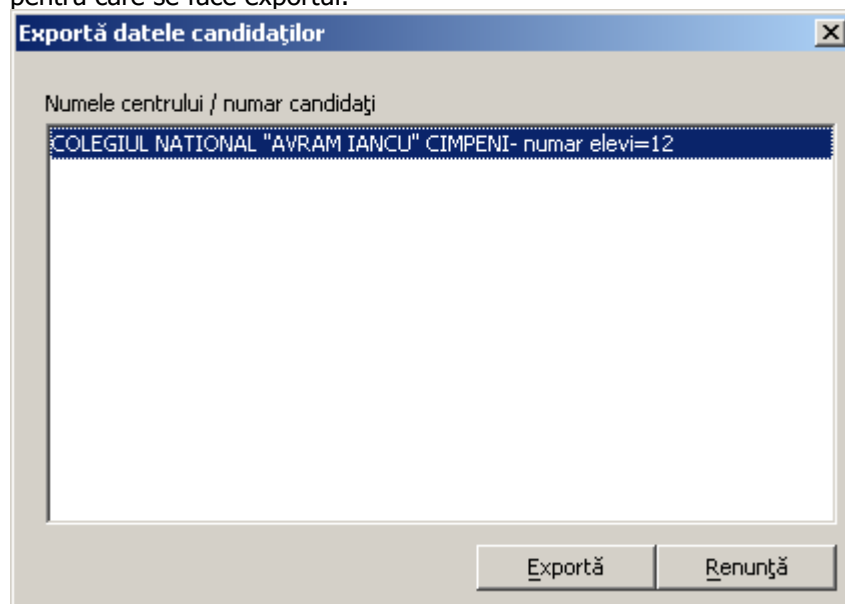 pentru care se face exportul.
Exportă datele candidaţilor
Numele centrului / numar candidaţi
COLEGIUL NATIONAL "AVRAM IANCU" CIMPENI- numar elevi=12
Exportă
Renunţă